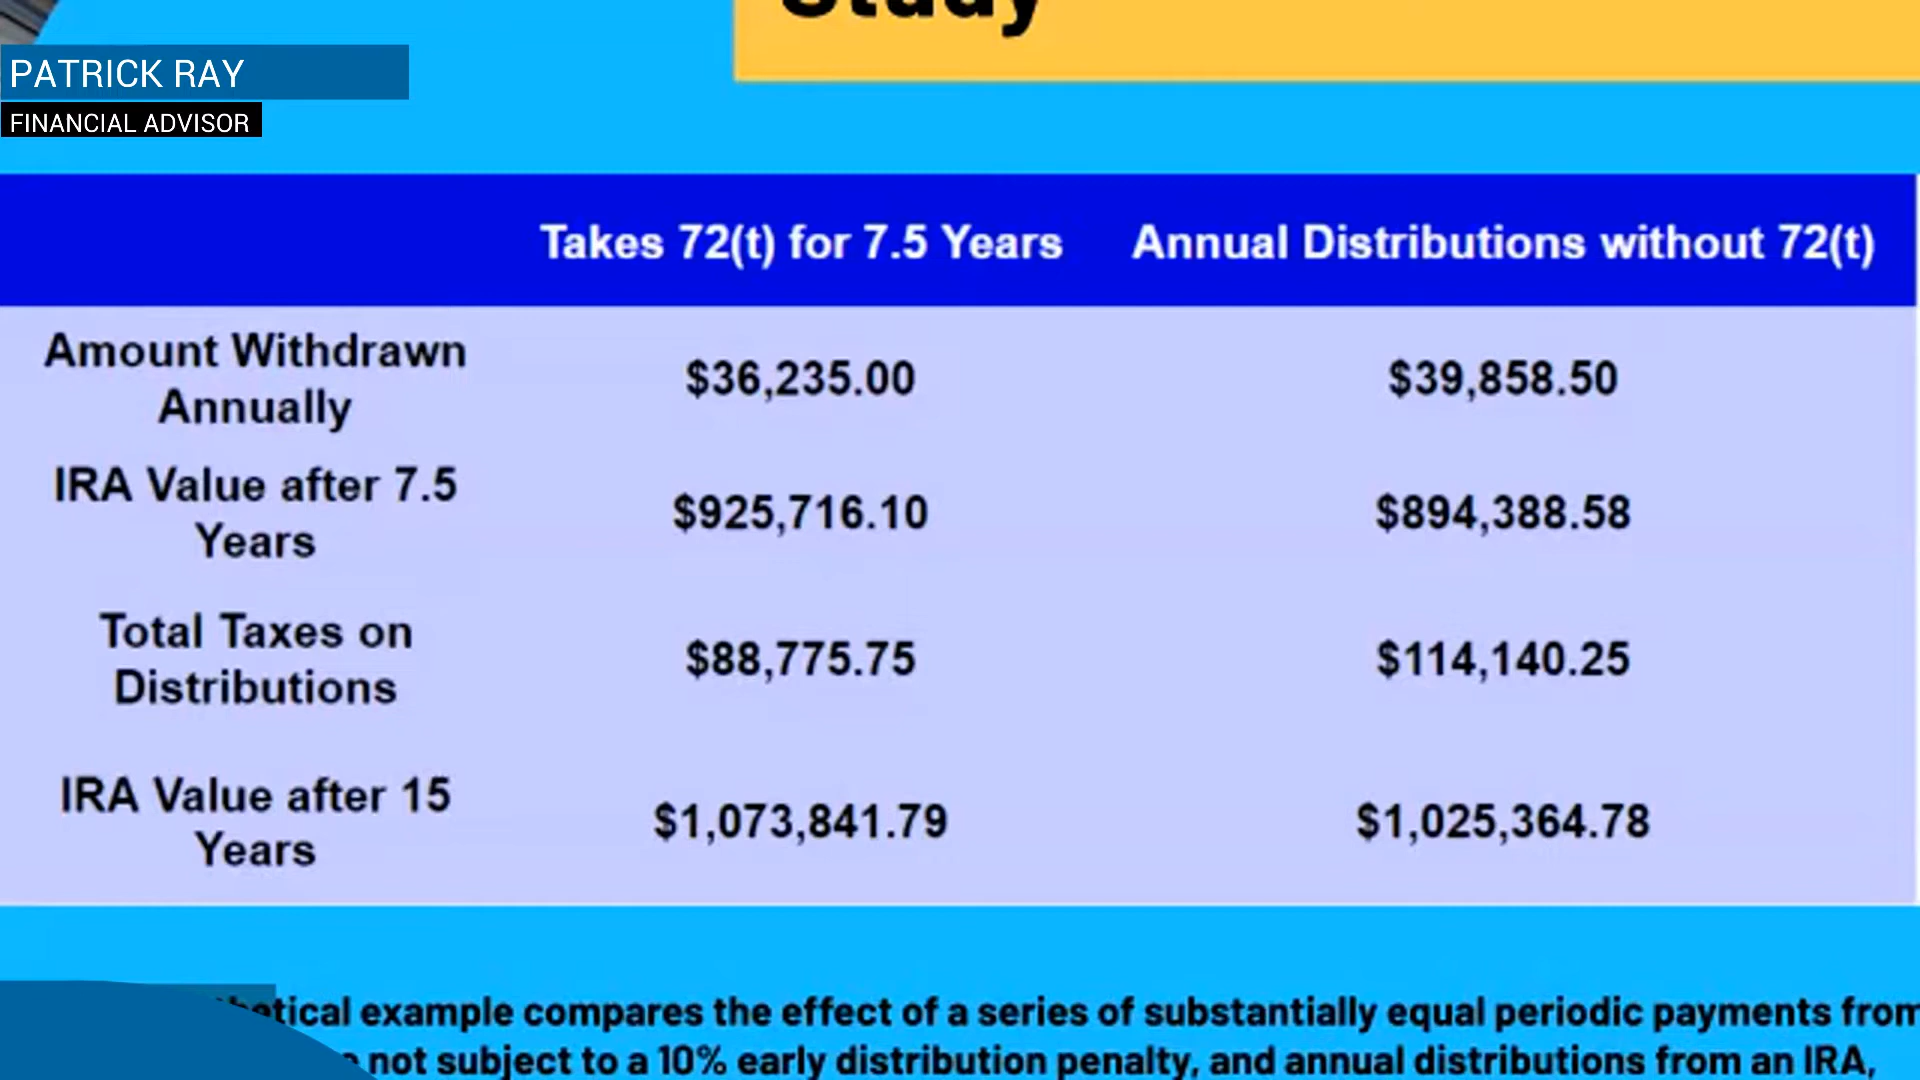 Study
PATRICK RAY
FINANCIAL ADVISOR
Takes 72(t) for 7.5 Years Annual Distributions without 72(t)
Amount Withdrawn
Annually
$36,235.00 $39,858.50
IRA Value after 7.5
Years
$925,716.10 $894,388.58
Total Taxes on
Distributions
$88,775.75 $114,140.25
IRA Value after 15
Years
$1,073,841.79 $1,025,364.78
example compares the effect of a series of substantially equal periodic payments from
not subject to a 10% early distribution penalty, and annual distributions from an IRA,